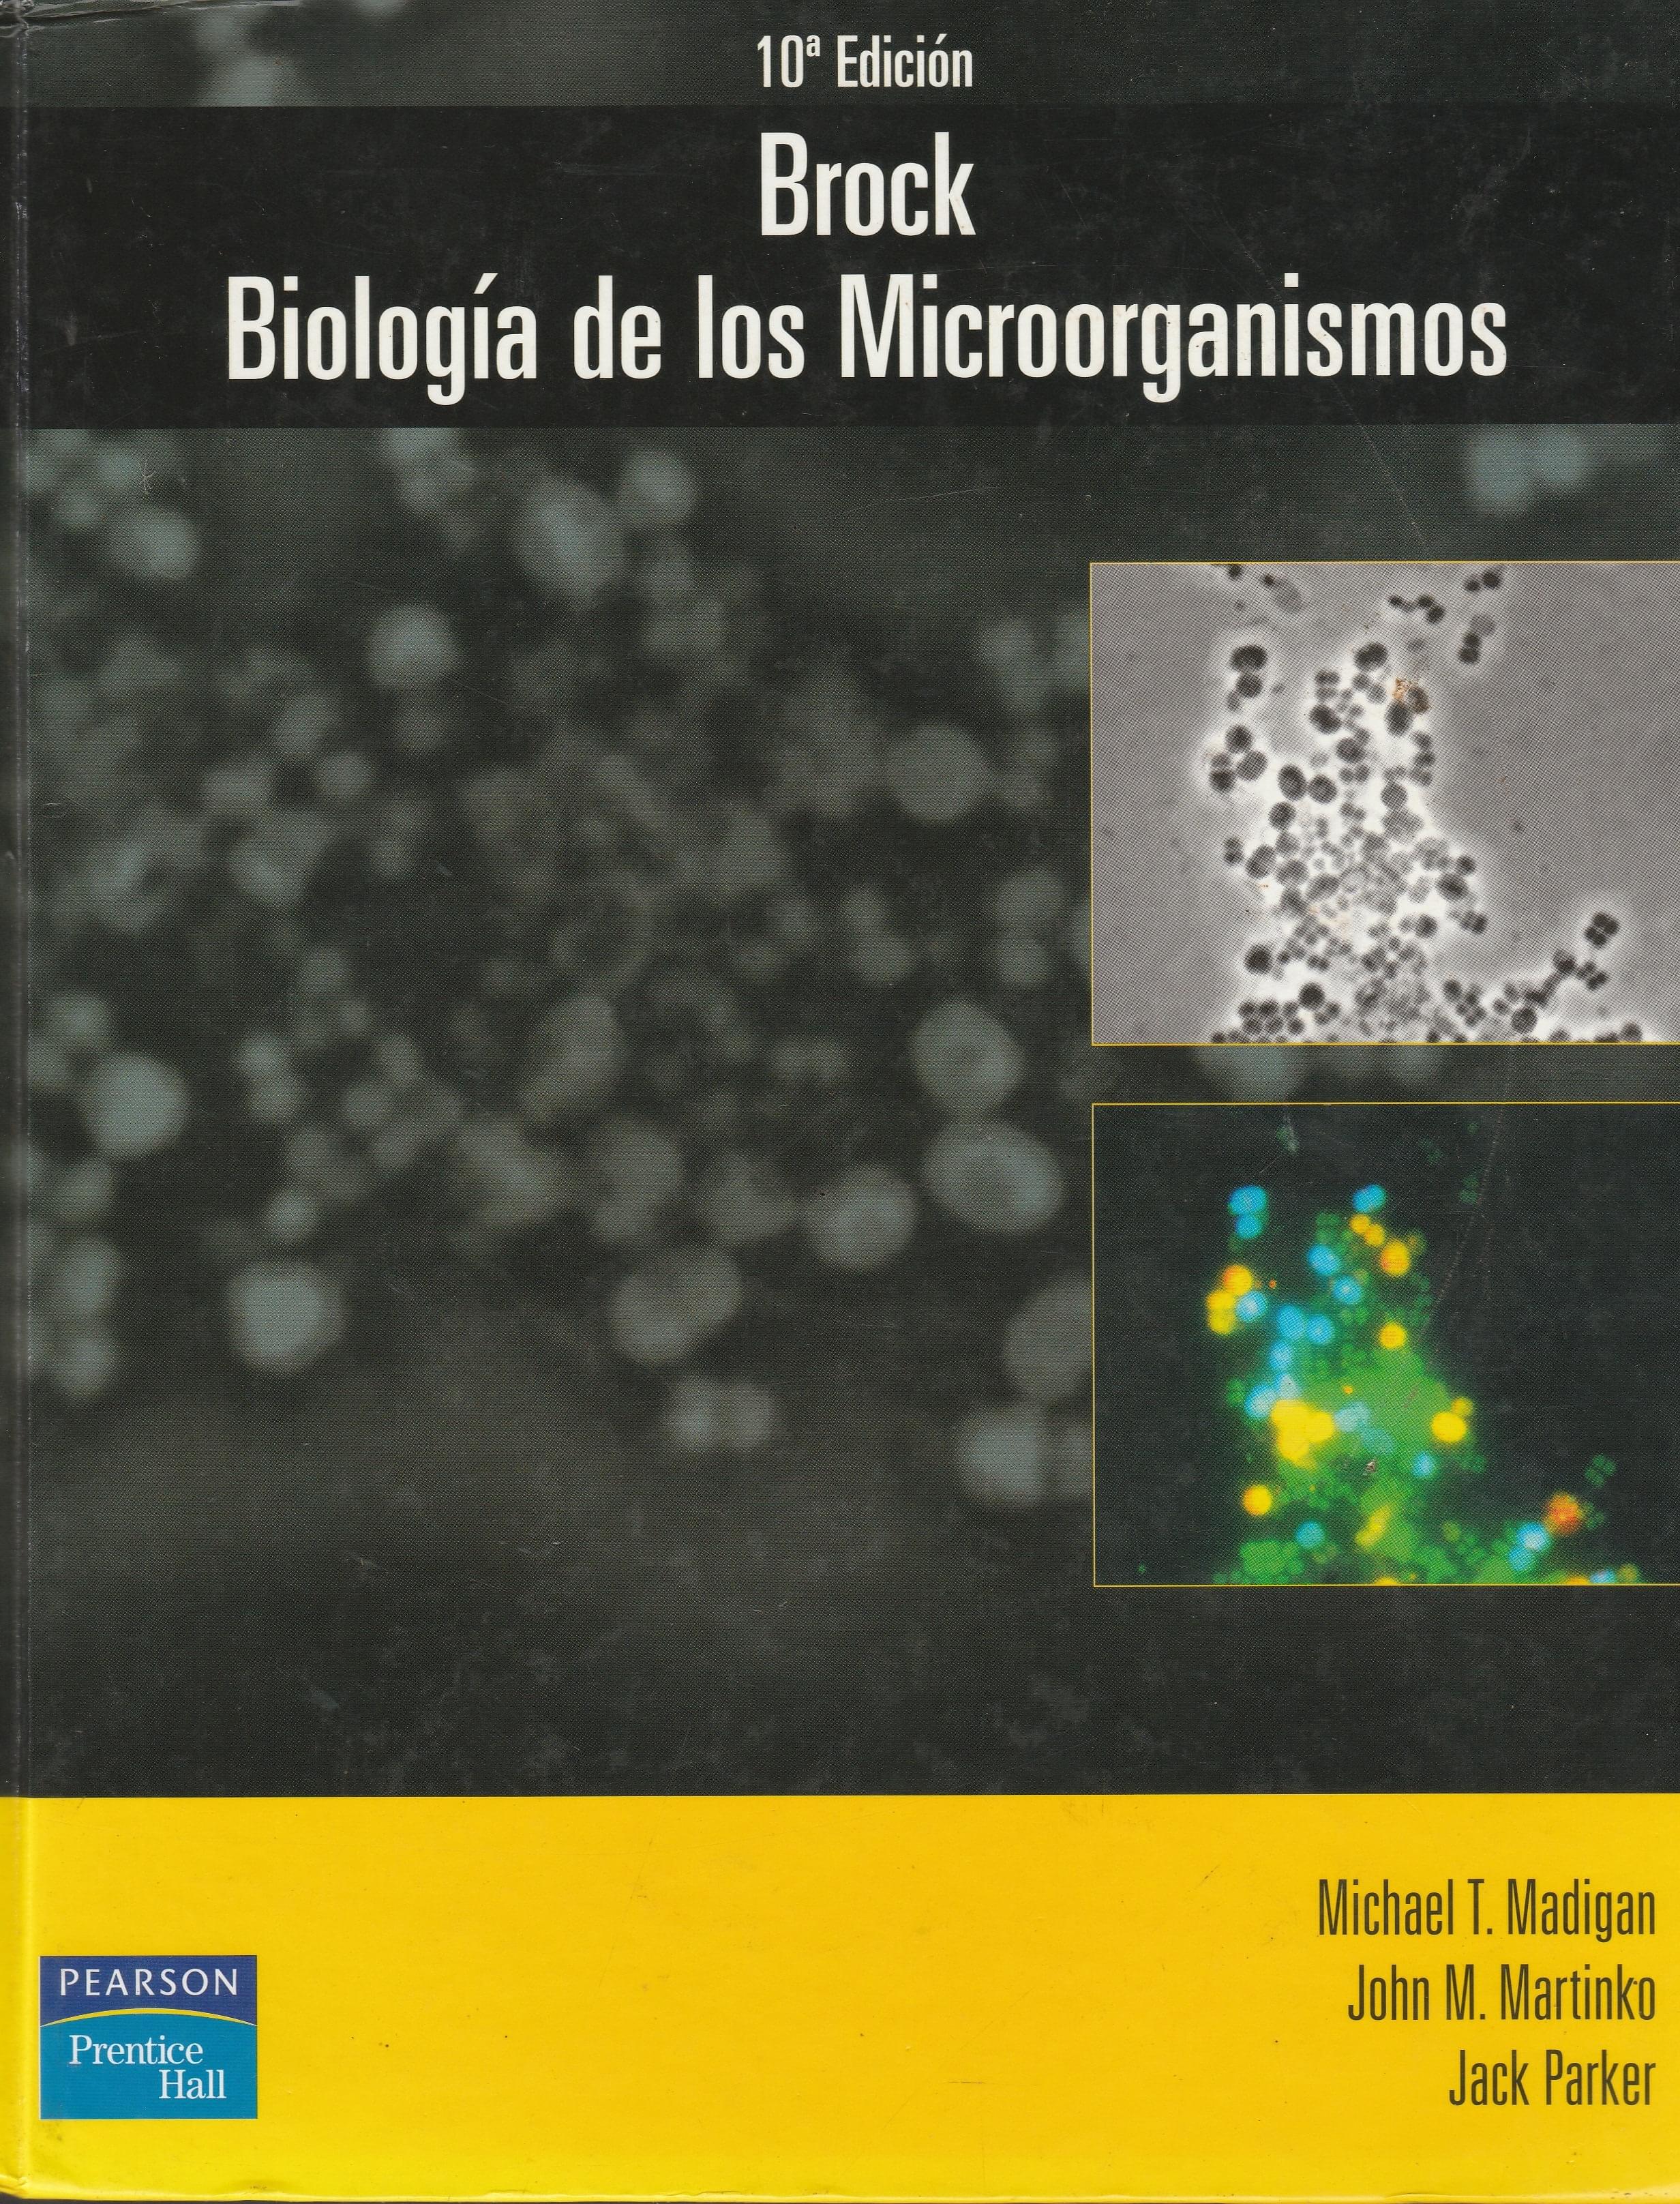 10ª Edición
Brock
Biología de los Microorganismos
Michael T. Madigan
John M. Martinko
Jack Parker
PEARSON
Prentice
Hall